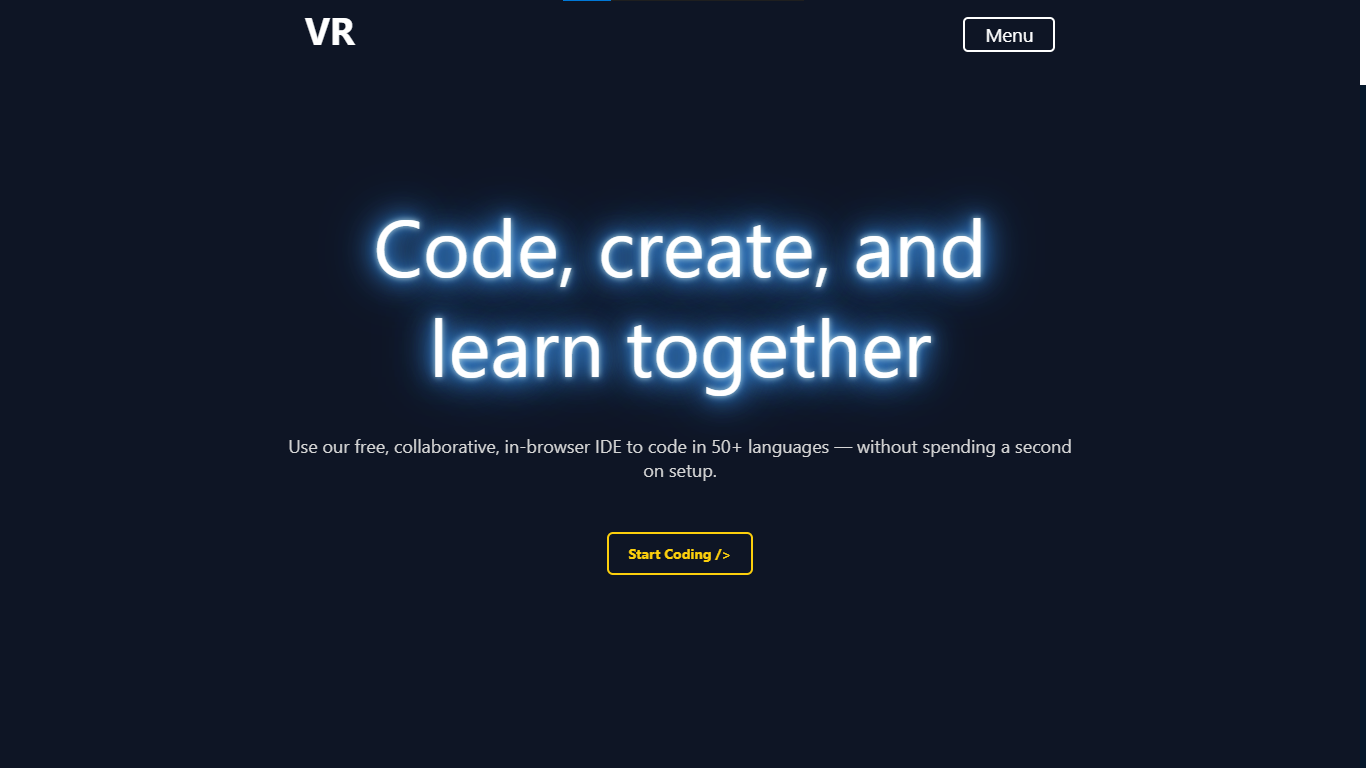 VR
Menu
Code, create, and
learn together
Use our free, collaborative, in-browser IDE to code in 50+ languages — without spending a second
on setup.
Start Coding />